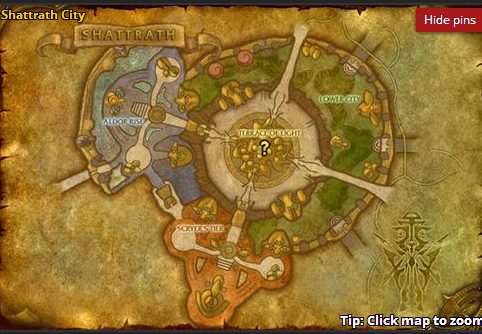 Shattrath City
Hide pins
SHATTRATH
LOWER CITY
ALDOR RISE
TERRACE OF LIGHT
?
SCRYER'S TIER
Tip: Click map to zoom